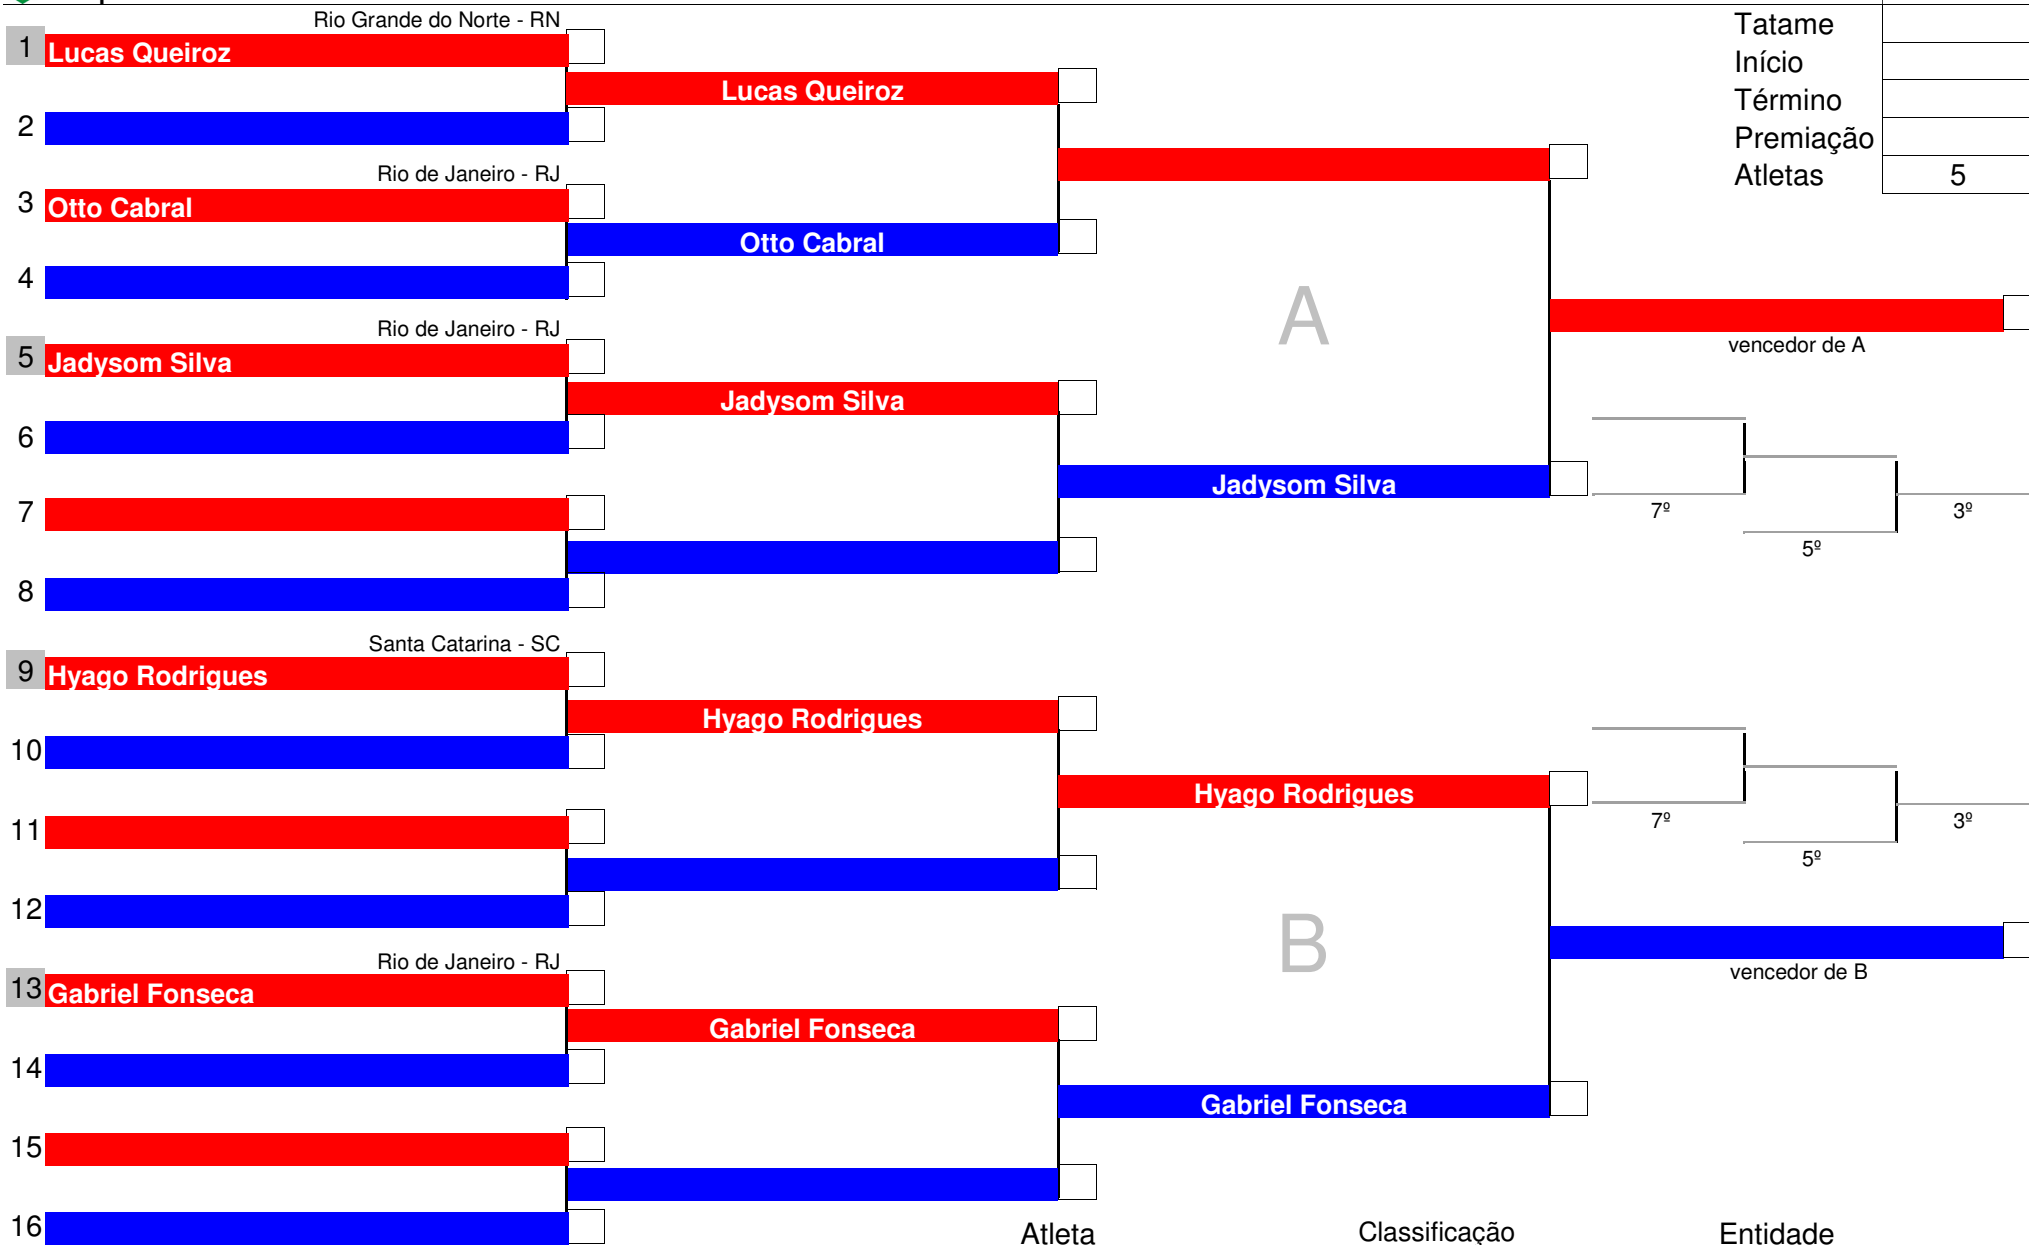 Rio Grande do Norte - RN
Tatame
1 Lucas Queiroz
Início
Lucas Queiroz
Término
2
Premiação
Rio de Janeiro - RJ
Atletas 5
3 Otto Cabral
Otto Cabral
4
A
Rio de Janeiro - RJ
vencedor de A
5 Jadysom Silva
Jadysom Silva
6
Jadysom Silva
7
7º
3º
5º
8
Santa Catarina - SC
9 Hyago Rodrigues
Hyago Rodrigues
10
Hyago Rodrigues
11
7º
3º
5º
12
B
Rio de Janeiro - RJ
vencedor de B
13 Gabriel Fonseca
Gabriel Fonseca
14
Gabriel Fonseca
15
16
Atleta Classificação Entidade